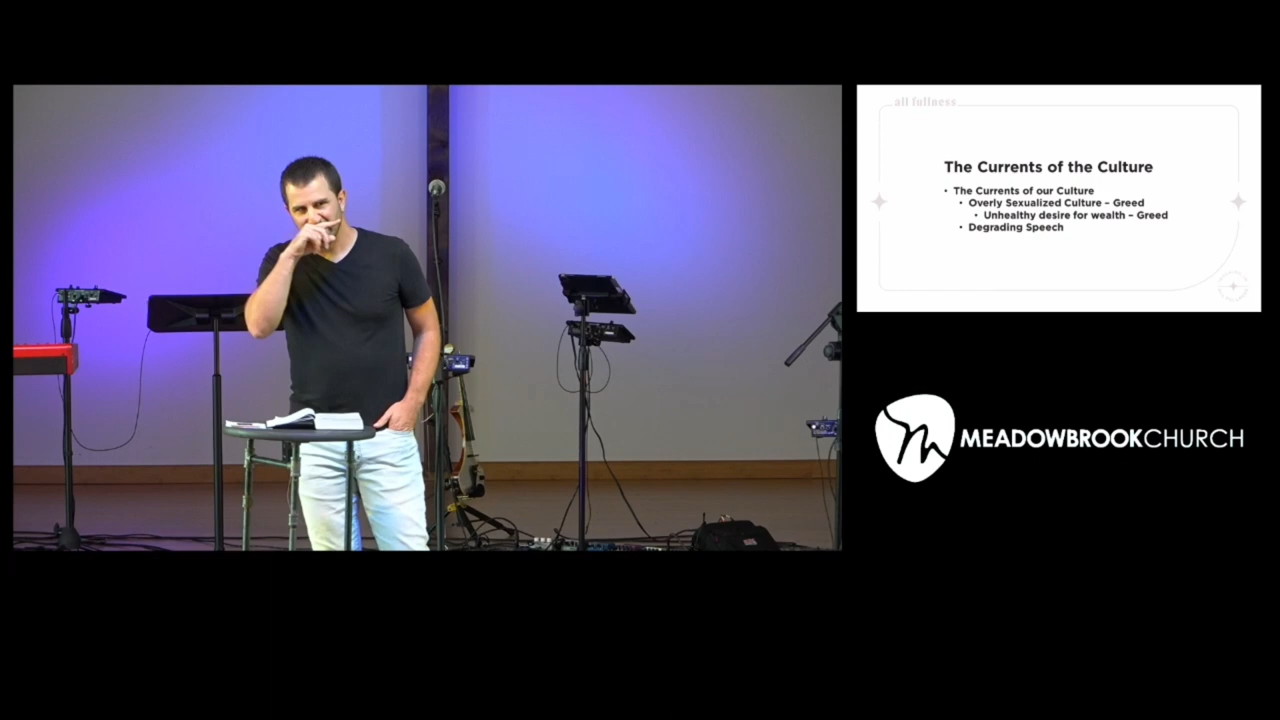 all fullness
The Currents of the Culture
• The Currents of our Culture
• Overly Sexualized Culture – Greed
• Unhealthy desire for wealth – Greed
• Degrading Speech
MEADOWBROOKCHURCH